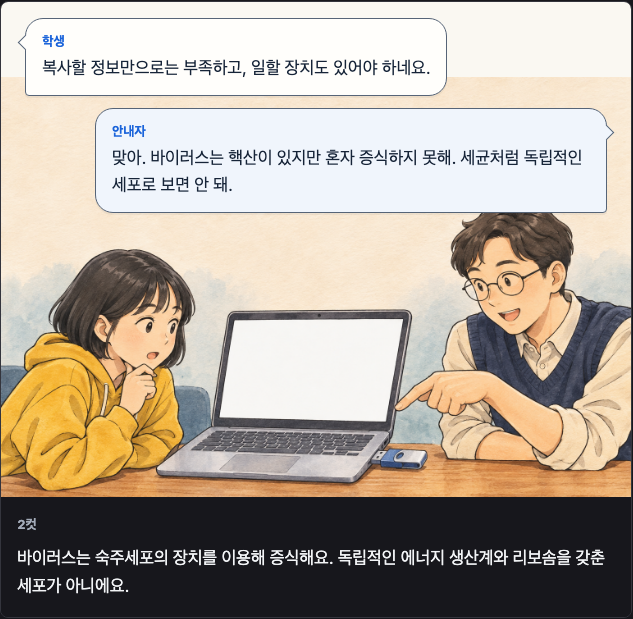 학생
복사할 정보만으로는 부족하고, 일할 장치도 있어야 하네요.
안내자
맞아. 바이러스는 핵산이 있지만 혼자 증식하지 못해. 세균처럼 독립적인
세포로 보면 안 돼.
2컷
바이러스는 숙주세포의 장치를 이용해 증식해요. 독립적인 에너지 생산계와 리보솜을 갖춘
세포가 아니에요.